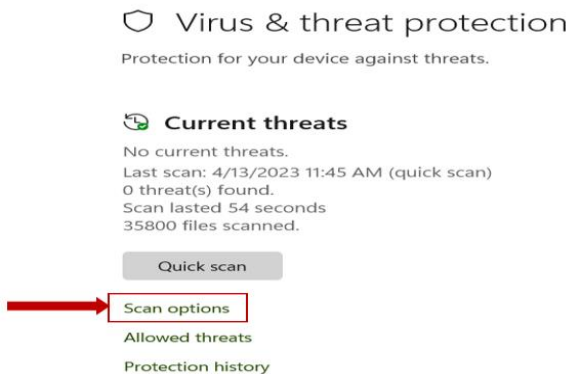 Virus & threat protection
Protection for your device against threats.
Current threats
No current threats.
Last scan: 4/13/2023 11:45 AM (quick scan)
0 threat(s) found.
Scan lasted 54 seconds
35800 files scanned.
Quick scan
Scan options
Allowed threats
Protection history